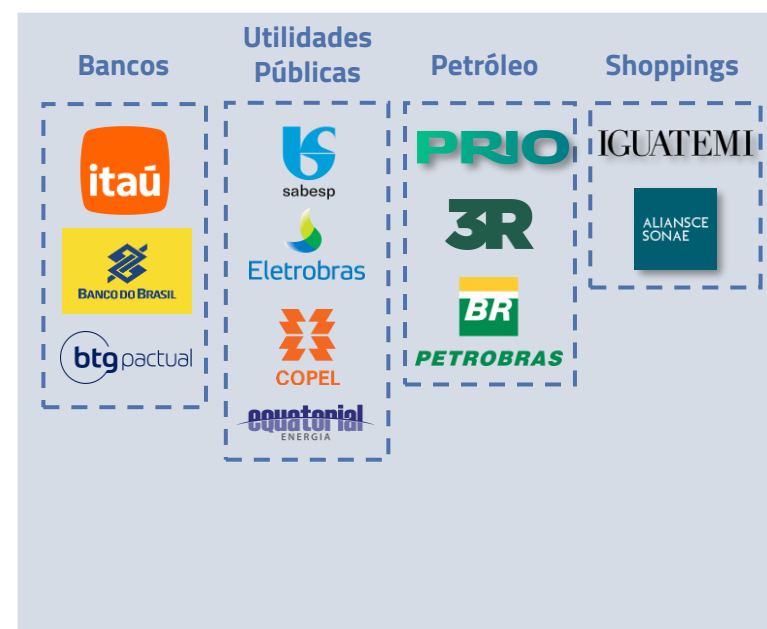 Bancos
itaú
BANCO DO BRASIL
btg pactual
Utilidades
Públicas
sabesp
Eletrobras
COPEL
equatorial
ENERGIA
Petróleo
PRIO
3R
BR
PETROBRAS
Shoppings
IGUATEMI
ALIANSCE
SONAE